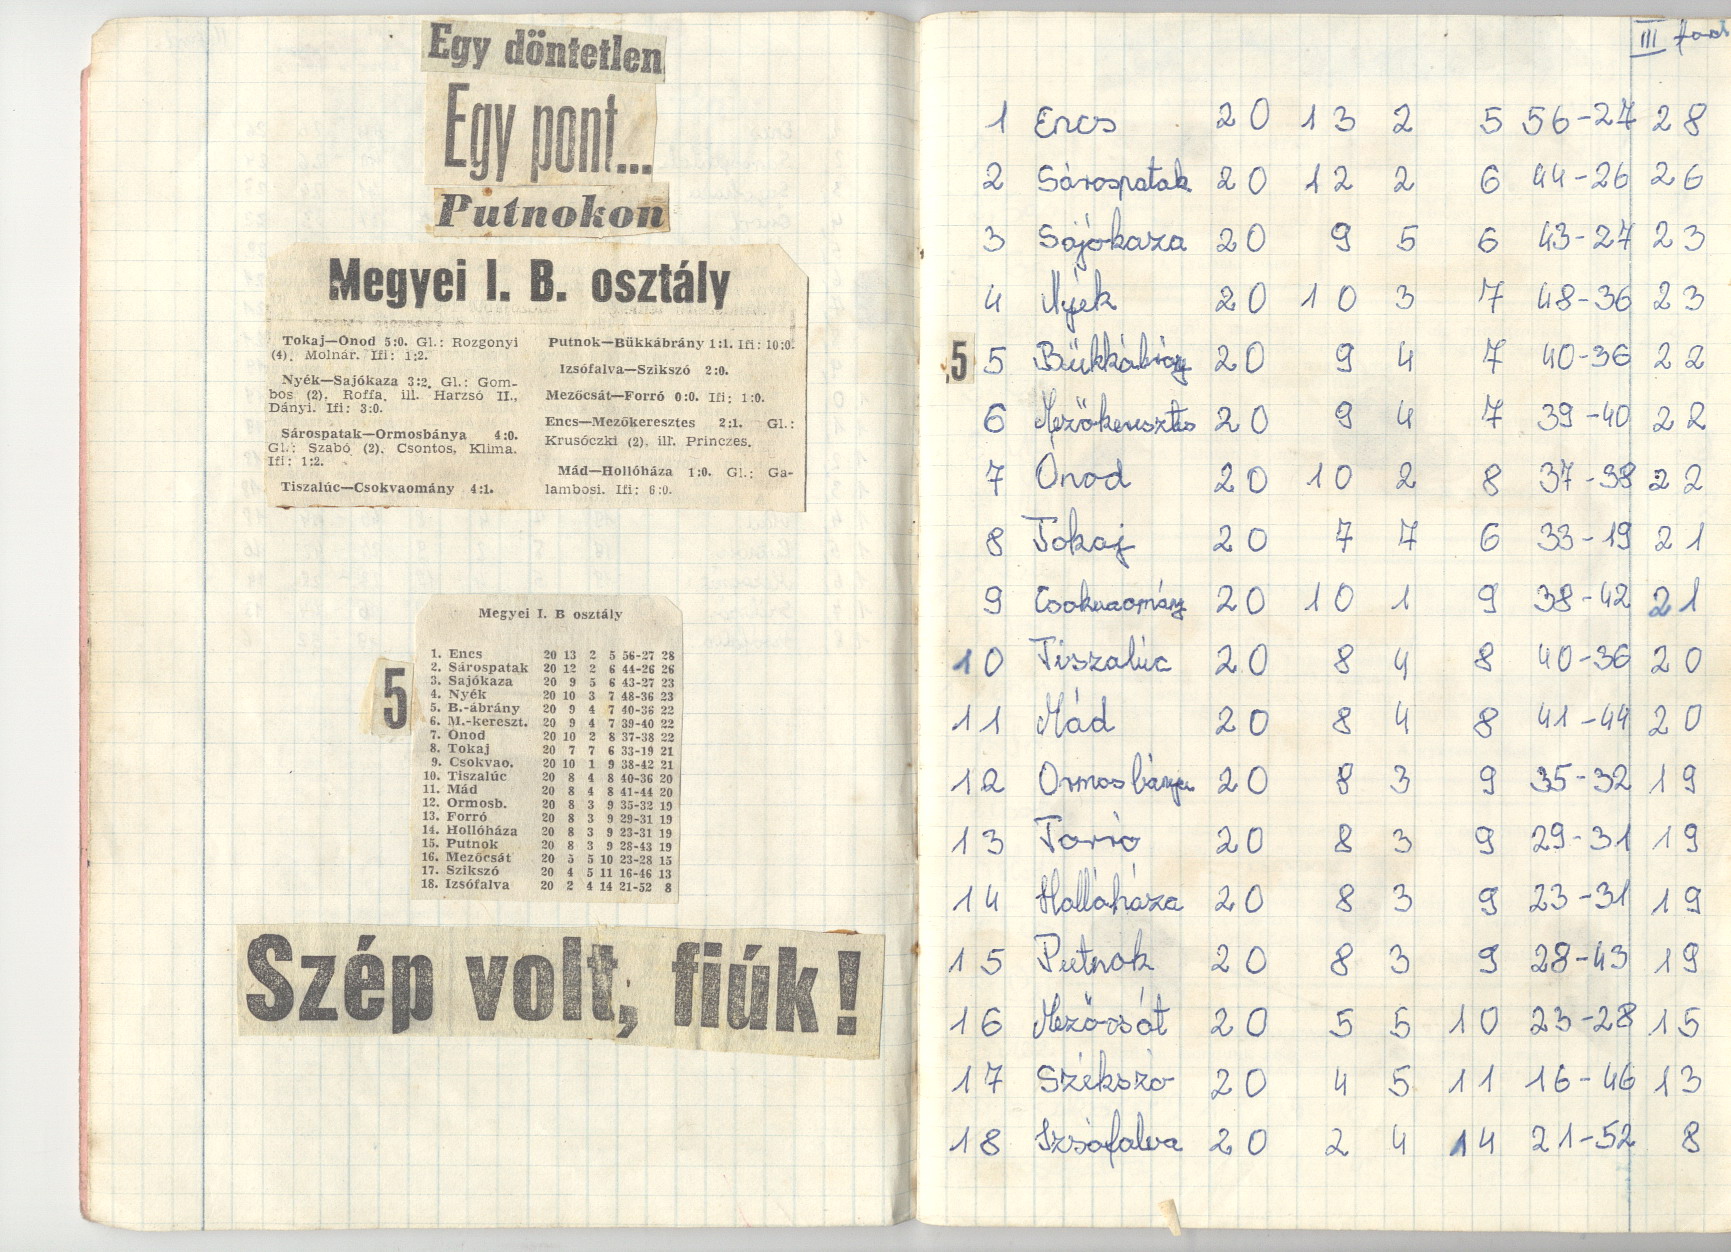 Egy döntetlen
Egy pont...
Putnokon
Megyei I. B. osztály
Tokaj—Ónod 5:0. Gl.: Rozgonyi
(4), Molnár. Ifi: 1:2.
Nyék—Sajókaza 3:2. Gl.: Gom-
bos (2), Roffa, ill. Harzsó II.,
Dányi. Ifi: 3:0.
Sárospatak—Ormosbánya 4:0.
Gl.: Szabó (2), Csontos, Klima.
Ifi: 1:2.
Tiszalúc—Csokvaomány 4:1.
Putnok—Bükkábrány 1:1. Ifi: 10:0.
Izsófalva—Szikszó 2:0.
Mezőcsát—Forró 0:0. Ifi: 1:0.
Encs—Mezőkeresztes 2:1. Gl.:
Krusóczki (2), ill. Princzes.
Mád—Hollóháza 1:0. Gl.: Ga-
lambosi. Ifi: 6:0.
Megyei I. B osztály
1. Encs 20 13 2 5 56-27 28
2. Sárospatak 20 12 2 6 44-26 26
3. Sajókaza 20 9 5 6 43-27 23
4. Nyék 20 10 3 7 48-36 23
5. B.-ábrány 20 9 4 7 40-36 22
6. M.-kereszt. 20 9 4 7 39-40 22
7. Ónod 20 10 2 8 37-38 22
8. Tokaj 20 7 7 6 33-19 21
9. Csokvao. 20 10 1 9 38-42 21
10. Tiszalúc 20 8 4 8 40-36 20
11. Mád 20 8 4 8 41-44 20
12. Ormosb. 20 8 3 9 35-32 19
13. Forró 20 8 3 9 29-31 19
14. Hollóháza 20 8 3 9 23-31 19
15. Putnok 20 8 3 9 28-43 19
16. Mezőcsát 20 5 5 10 23-28 15
17. Szikszó 20 4 5 11 16-46 13
18. Izsófalva 20 2 4 14 21-52 8
5
Szép volt, fiúk!
III
1 Encs 20 13 2 5 56-27 28
2 Sárospatak 20 12 2 6 44-26 26
3 Sajókaza 20 9 5 6 43-27 23
4 Nyék 20 10 3 7 48-36 23
.5 5 Bükkábrány 20 9 4 7 40-36 22
6 Mezőkeresztes 20 9 4 7 39-40 22
7 Ónod 20 10 2 8 37-38 22
8 Tokaj 20 7 7 6 33-19 21
9 Csokvaomány 20 10 1 9 38-42 21
10 Tiszalúc 20 8 4 8 40-36 20
11 Mád 20 8 4 8 41-44 20
12 Ormosbánya 20 8 3 9 35-32 19
13 Forró 20 8 3 9 29-31 19
14 Hollóháza 20 8 3 9 23-31 19
15 Putnok 20 8 3 9 28-43 19
16 Mezőcsát 20 5 5 10 23-28 15
17 Szikszó 20 4 5 11 16-46 13
18 Izsófalva 20 2 4 14 21-52 8